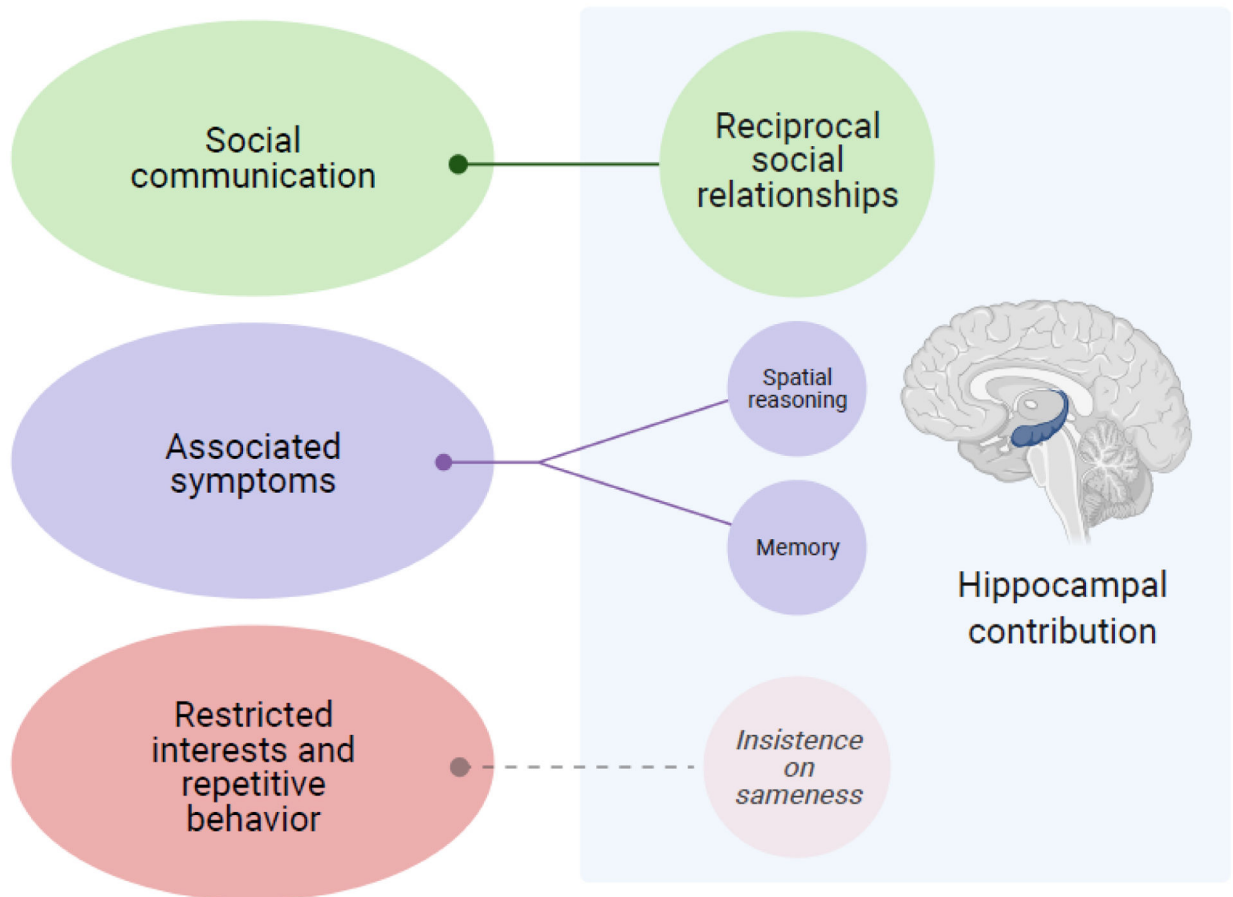 Social
communication
Reciprocal
social
relationships
Associated
symptoms
Spatial
reasoning
Memory
Hippocampal
contribution
Restricted
interests and
repetitive
behavior
Insistence
on
sameness